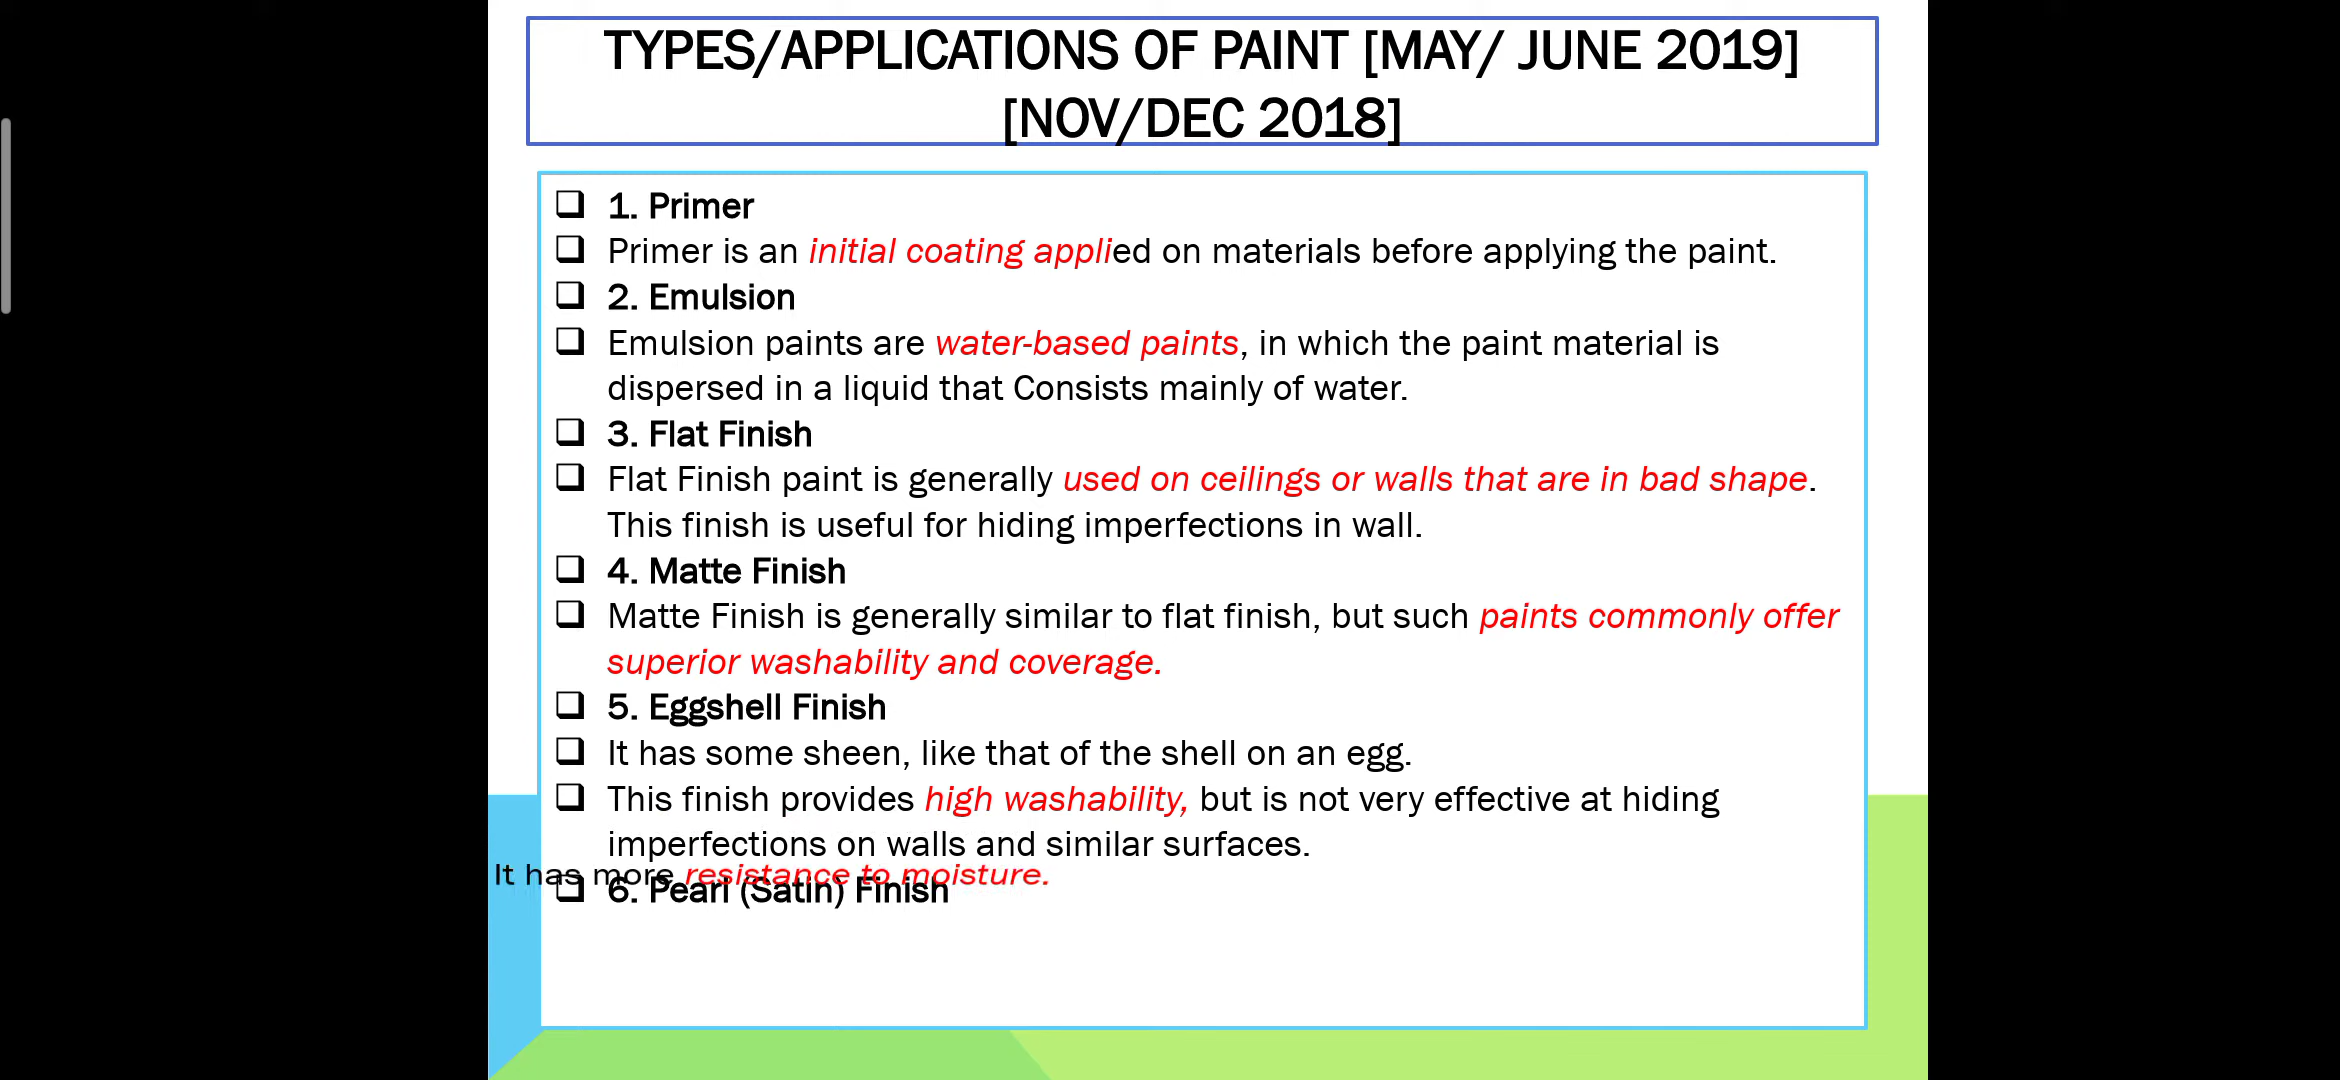 TYPES/APPLICATIONS OF PAINT [MAY/ JUNE 2019]
[NOV/DEC 2018]
❑ 1. Primer
❑ Primer is an initial coating applied on materials before applying the paint.
❑ 2. Emulsion
❑ Emulsion paints are water-based paints, in which the paint material is
dispersed in a liquid that Consists mainly of water.
❑ 3. Flat Finish
❑ Flat Finish paint is generally used on ceilings or walls that are in bad shape.
This finish is useful for hiding imperfections in wall.
❑ 4. Matte Finish
❑ Matte Finish is generally similar to flat finish, but such paints commonly offer
superior washability and coverage.
❑ 5. Eggshell Finish
❑ It has some sheen, like that of the shell on an egg.
❑ This finish provides high washability, but is not very effective at hiding
imperfections on walls and similar surfaces.
It has more resistance to moisture.
❑ 6. Pearl (Satin) Finish